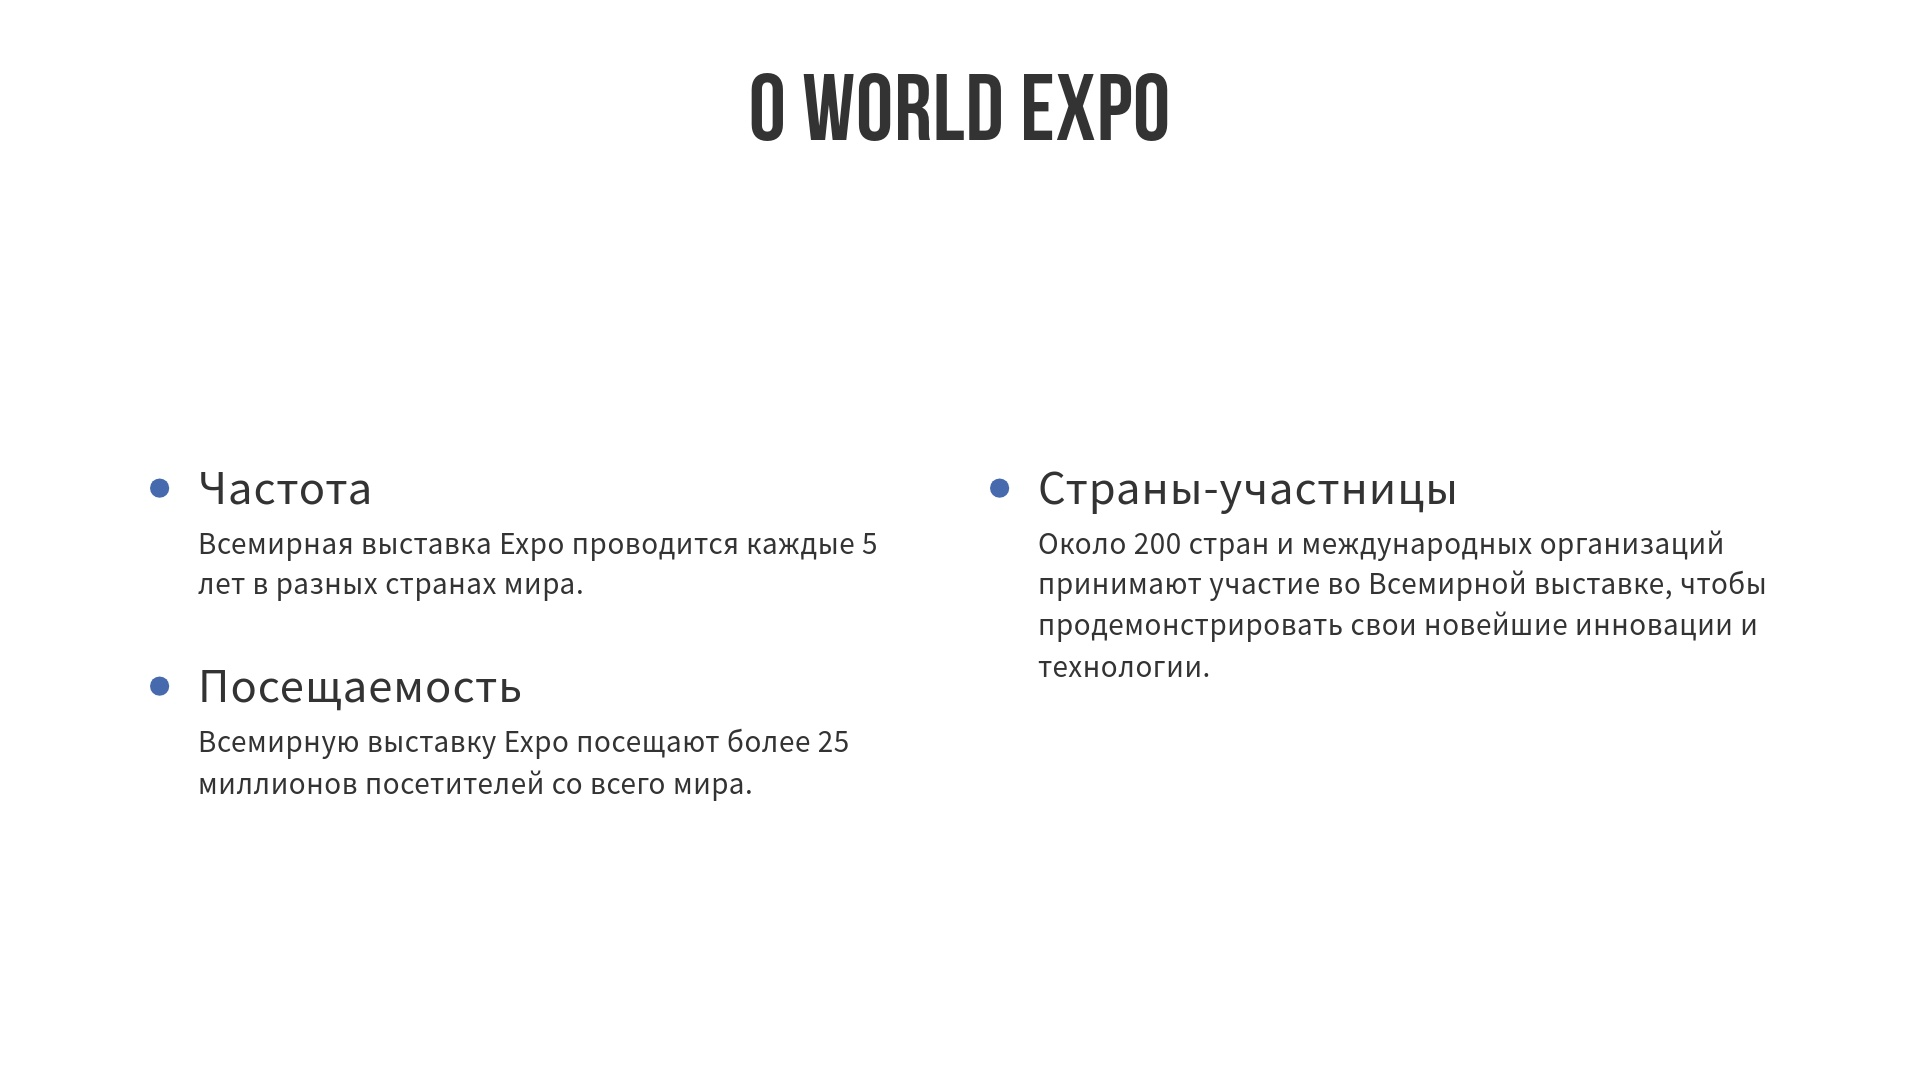 О WORLD EXPO
Частота
Всемирная выставка Expo проводится каждые 5
лет в разных странах мира.
Посещаемость
Всемирную выставку Expo посещают более 25
миллионов посетителей со всего мира.
Страны-участницы
Около 200 стран и международных организаций
принимают участие во Всемирной выставке, чтобы
продемонстрировать свои новейшие инновации и
технологии.